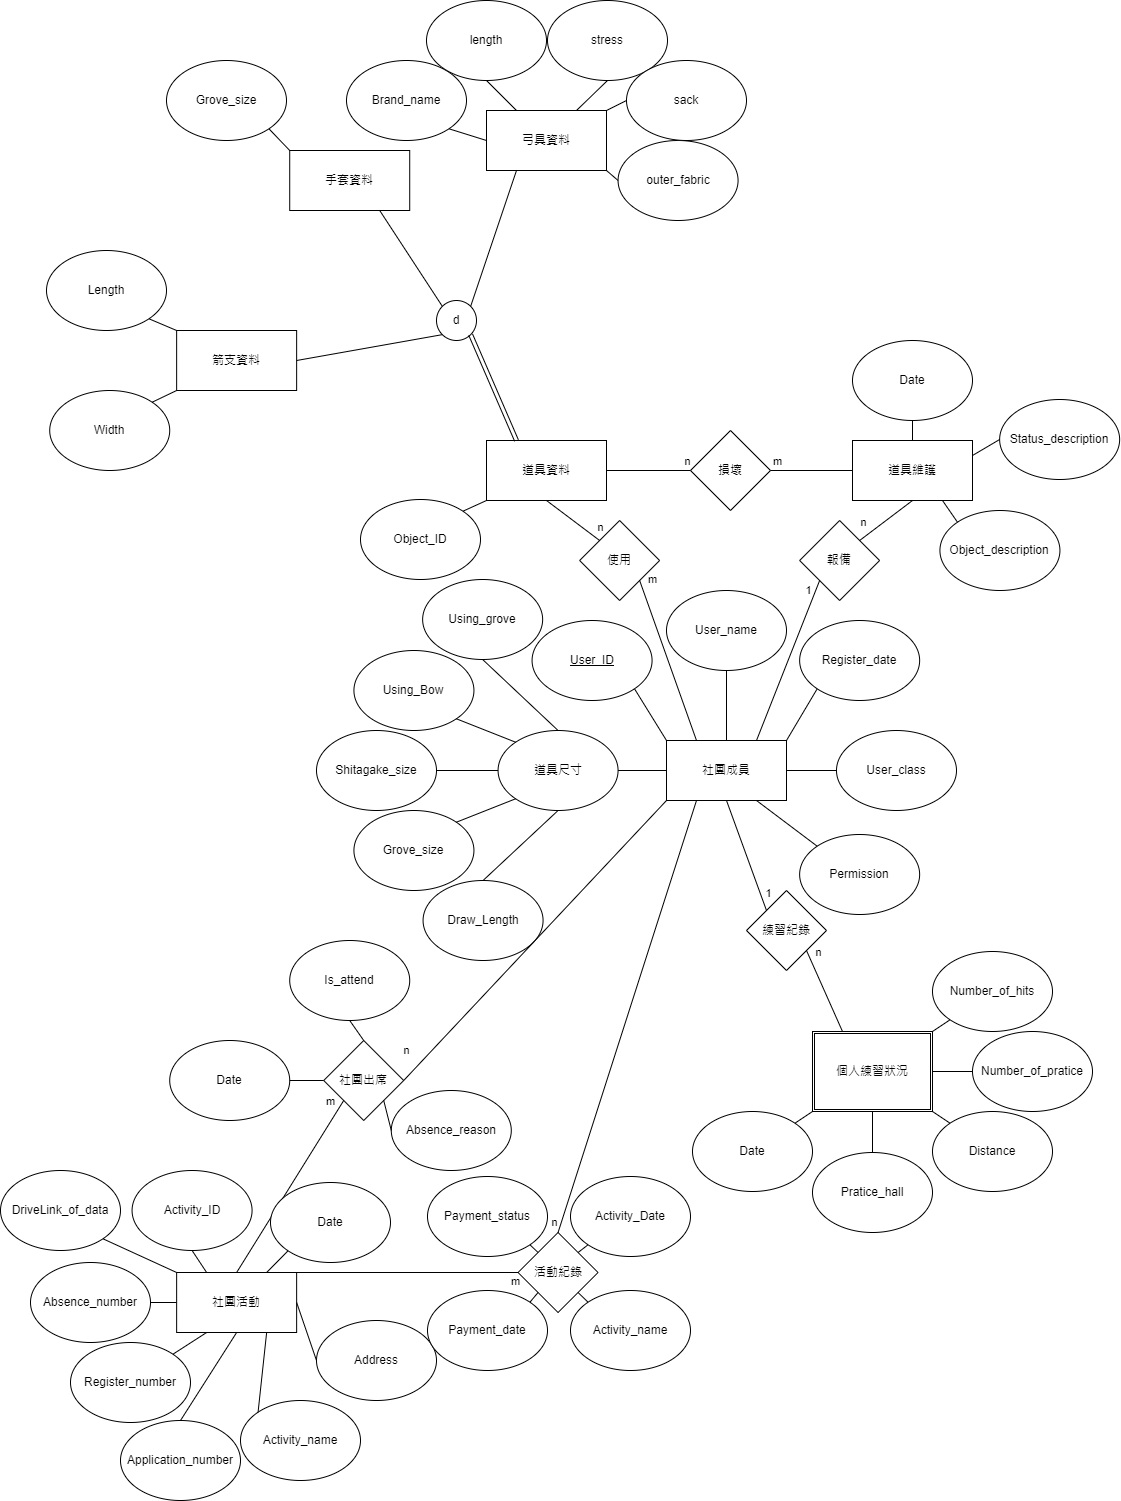 length
stress
Grove_size
Brand_name
sack
弓具資料
手套資料
outer_fabric
Length
d
箭支資料
Date
Width
Status_description
道具資料
n
損壞
m
道具維護
Object_ID
n
使用
m
報備
n
1
Object_description
Using_grove
User_name
User_ID
Register_date
Using_Bow
Shitagake_size
道具尺寸
社團成員
User_class
Grove_size
Permission
Draw_Length
1
練習紀錄
n
Is_attend
Number_of_hits
n
Date
社團出席
m
個人練習狀況
Number_of_pratice
Absence_reason
Date
Distance
Pratice_hall
DriveLink_of_data
Activity_ID
Date
Payment_status
n
Activity_Date
活動紀錄
m
Absence_number
社團活動
Payment_date
Activity_name
Address
Register_number
Activity_name
Application_number